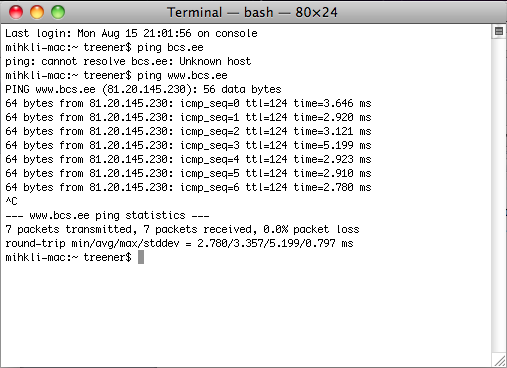 Terminal — bash — 80×24
Last login: Mon Aug 15 21:01:56 on console
mihkli-mac:~ treener$ ping bcs.ee
ping: cannot resolve bcs.ee: Unknown host
mihkli-mac:~ treener$ ping www.bcs.ee
PING www.bcs.ee (81.20.145.230): 56 data bytes
64 bytes from 81.20.145.230: icmp_seq=0 ttl=124 time=3.646 ms
64 bytes from 81.20.145.230: icmp_seq=1 ttl=124 time=2.920 ms
64 bytes from 81.20.145.230: icmp_seq=2 ttl=124 time=3.121 ms
64 bytes from 81.20.145.230: icmp_seq=3 ttl=124 time=5.199 ms
64 bytes from 81.20.145.230: icmp_seq=4 ttl=124 time=2.923 ms
64 bytes from 81.20.145.230: icmp_seq=5 ttl=124 time=2.910 ms
64 bytes from 81.20.145.230: icmp_seq=6 ttl=124 time=2.780 ms
^C
--- www.bcs.ee ping statistics ---
7 packets transmitted, 7 packets received, 0.0% packet loss
round-trip min/avg/max/stddev = 2.780/3.357/5.199/0.797 ms
mihkli-mac:~ treener$